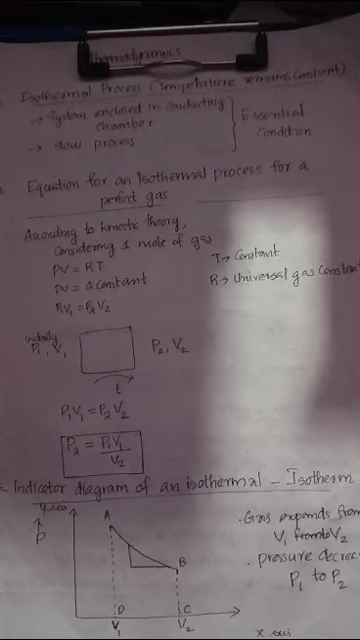 thermodynamics
Isothermal Process (Temperature remains Constant)
→ System enclosed in conducting chamber
→ slow process
Essential Condition
Equation for an Isothermal process for a perfect gas
According to kinetic theory,
Considering 1 mole of gas
PV = RT
PV = a constant
P₁V₁ = P₂V₂
T → Constant
R → Universal gas Constant
initially
P₁, V₁
P₂, V₂
t
P₁V₁ = P₂V₂
P₂ = P₁V₁ / V₂
Indicator diagram of an isothermal - Isotherm
y axis
P
A
B
D
C
V₁
V₂
X axis
. Gas expands from
V₁ to V₂
. pressure decrea
P₁ to P₂